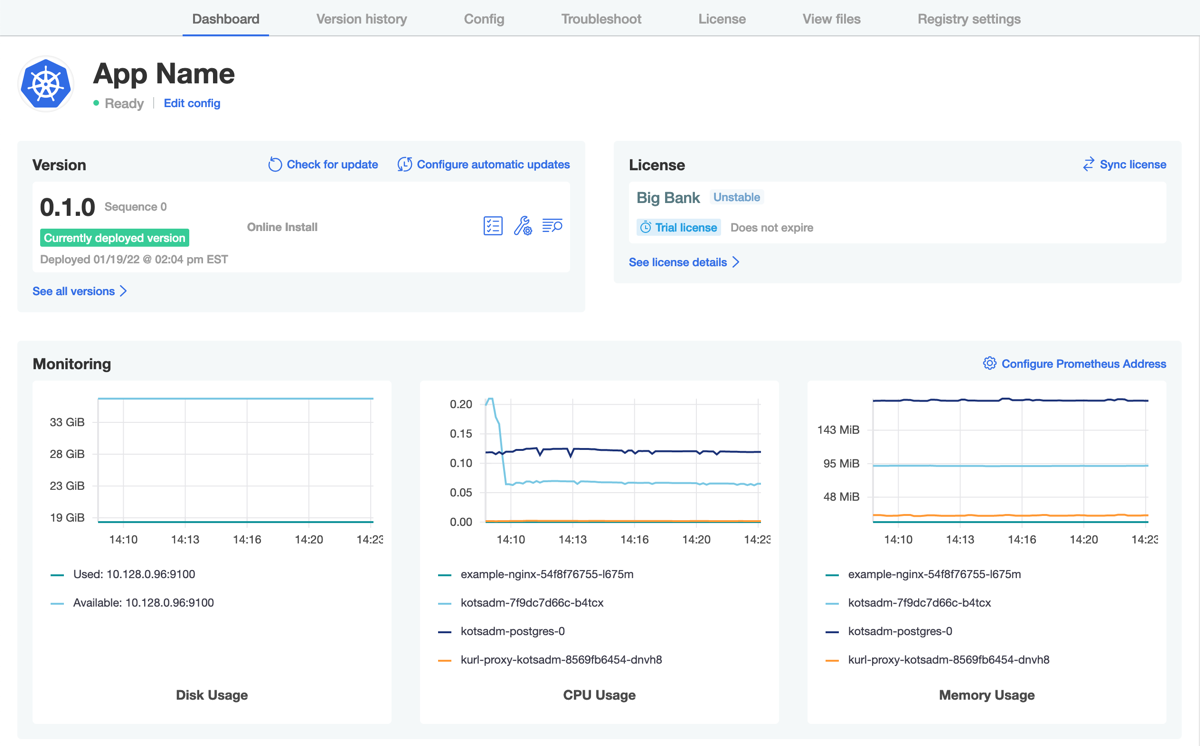 Dashboard Version history Config Troubleshoot License View files Registry settings
App Name
Ready Edit config
Version Check for update Configure automatic updates
0.1.0 Sequence 0
Online Install
Currently deployed version
Deployed 01/19/22 @ 02:04 pm EST
See all versions
License Sync license
Big Bank Unstable
Trial license Does not expire
See license details
Monitoring Configure Prometheus Address
33 GiB
28 GiB
23 GiB
19 GiB
14:10 14:13 14:16 14:20 14:23
Used: 10.128.0.96:9100
Available: 10.128.0.96:9100
Disk Usage
0.20
0.15
0.10
0.05
0.00
14:10 14:13 14:16 14:20 14:23
example-nginx-54f8f76755-l675m
kotsadm-7f9dc7d66c-b4tcx
kotsadm-postgres-0
kurl-proxy-kotsadm-8569fb6454-dnvh8
CPU Usage
143 MiB
95 MiB
48 MiB
14:10 14:13 14:16 14:20 14:23
example-nginx-54f8f76755-l675m
kotsadm-7f9dc7d66c-b4tcx
kotsadm-postgres-0
kurl-proxy-kotsadm-8569fb6454-dnvh8
Memory Usage